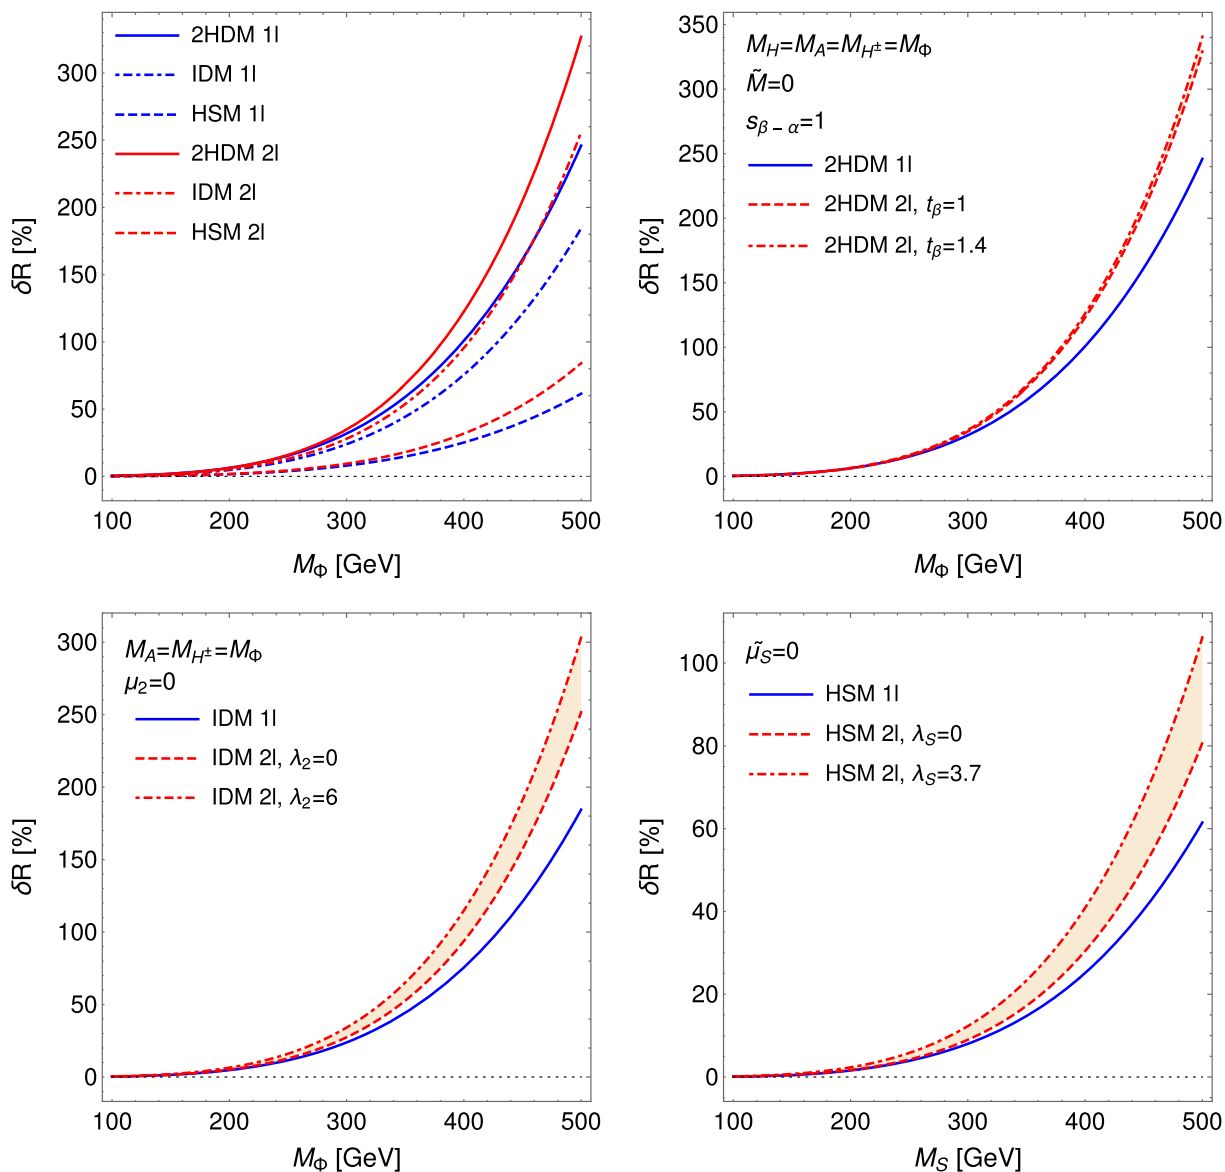 2HDM 1l
IDM 1l
HSM 1l
2HDM 2l
IDM 2l
HSM 2l
δR [%]
300
250
200
150
100
50
0
100 200 300 400 500
M_Φ [GeV]
M_H=M_A=M_{H^±}=M_Φ
M̃=0
s_{β−α}=1
2HDM 1l
2HDM 2l, t_β=1
2HDM 2l, t_β=1.4
δR [%]
350
300
250
200
150
100
50
0
100 200 300 400 500
M_Φ [GeV]
M_A=M_{H^±}=M_Φ
μ_2=0
IDM 1l
IDM 2l, λ_2=0
IDM 2l, λ_2=6
δR [%]
300
250
200
150
100
50
0
100 200 300 400 500
M_Φ [GeV]
μ̃_S=0
HSM 1l
HSM 2l, λ_S=0
HSM 2l, λ_S=3.7
δR [%]
100
80
60
40
20
0
100 200 300 400 500
M_S [GeV]